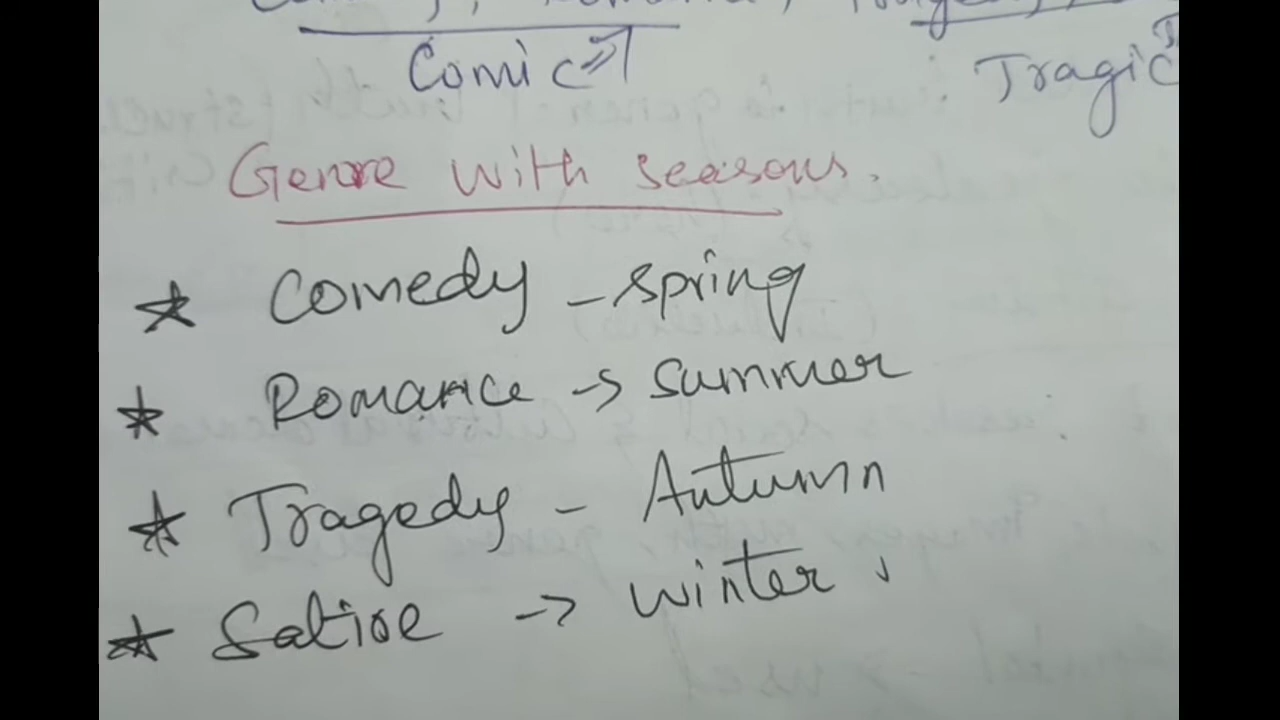 Comic Tragic
Genre with seasons.
Comedy - spring
Romance → summer
Tragedy - Autumn
Satire → winter